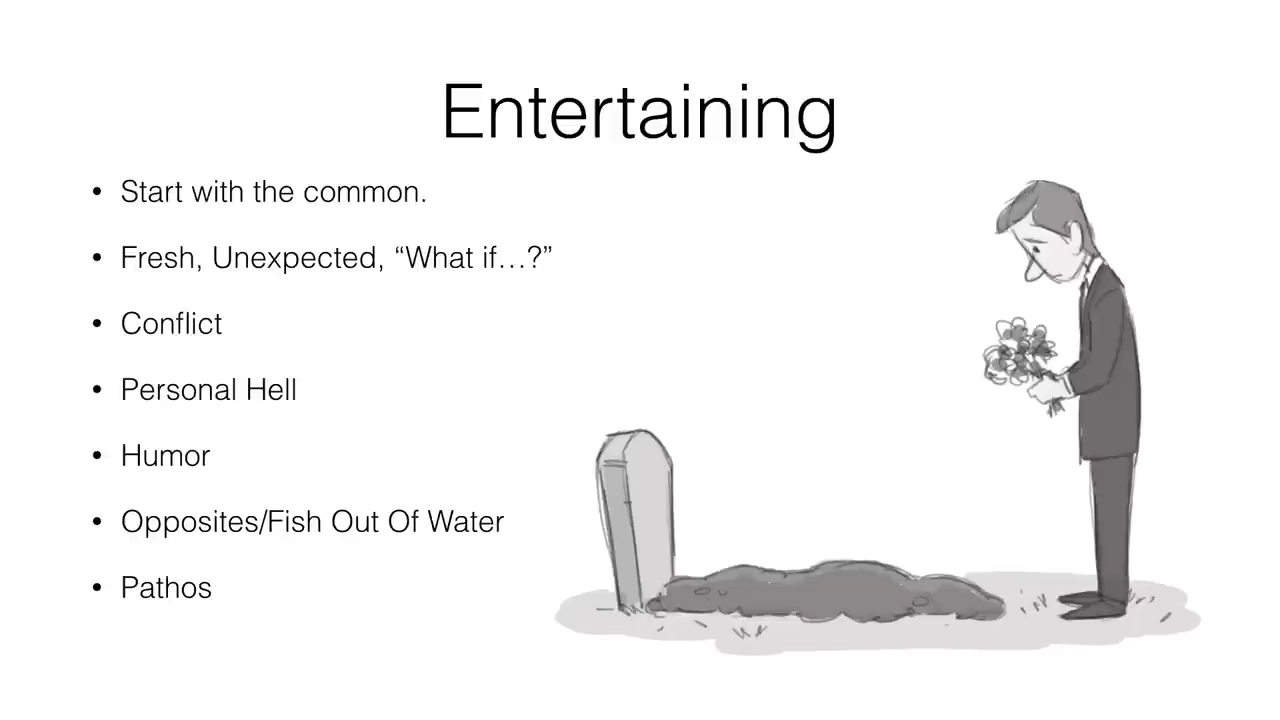 Entertaining
• Start with the common.
• Fresh, Unexpected, “What if…?”
• Conflict
• Personal Hell
• Humor
• Opposites/Fish Out Of Water
• Pathos